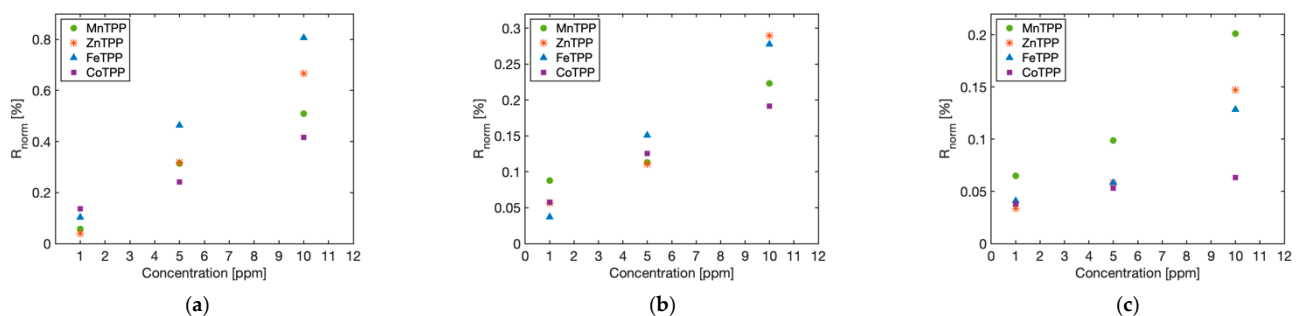 MnTPP
ZnTPP
FeTPP
CoTPP
0.8
0.6
0.4
0.2
0
R_norm [%]
1 2 3 4 5 6 7 8 9 10 11 12
Concentration [ppm]
(a)
MnTPP
ZnTPP
FeTPP
CoTPP
0.3
0.25
0.2
0.15
0.1
0.05
0
R_norm [%]
0 1 2 3 4 5 6 7 8 9 10 11 12
Concentration [ppm]
(b)
MnTPP
ZnTPP
FeTPP
CoTPP
0.2
0.15
0.1
0.05
0
R_norm [%]
0 1 2 3 4 5 6 7 8 9 10 11 12
Concentration [ppm]
(c)